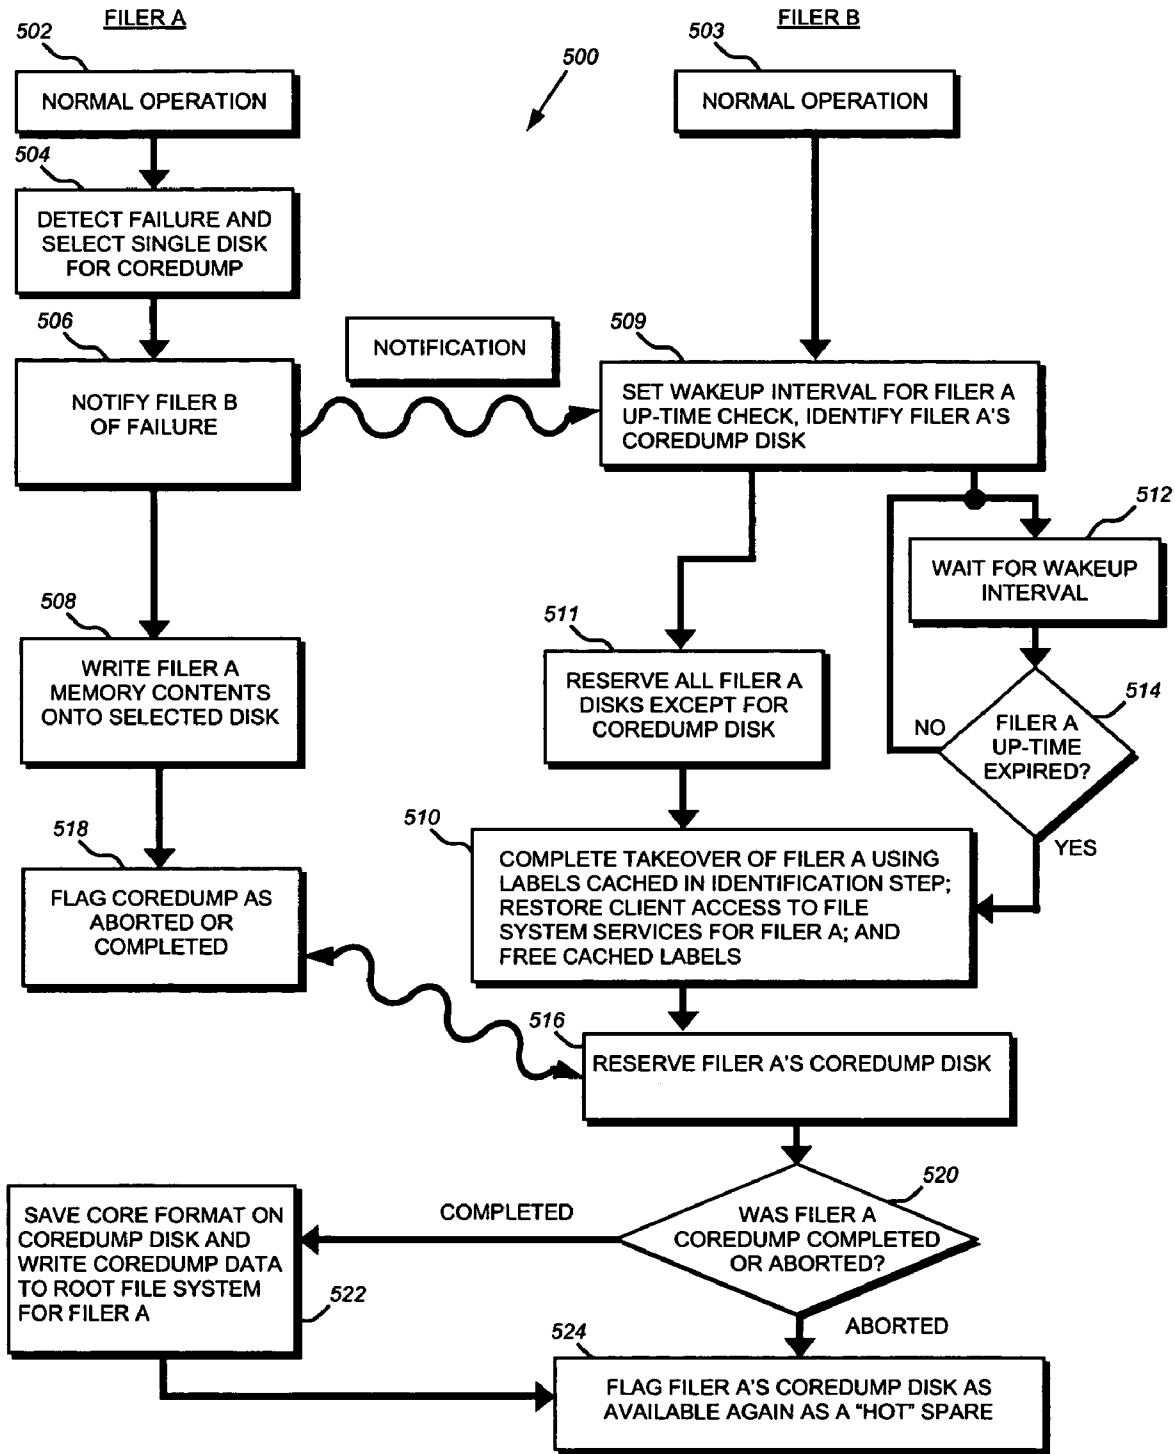 FILER A
FILER B
502
503
500
NORMAL OPERATION
NORMAL OPERATION
504
DETECT FAILURE AND
SELECT SINGLE DISK
FOR COREDUMP
506
NOTIFICATION
509
NOTIFY FILER B
OF FAILURE
SET WAKEUP INTERVAL FOR FILER A
UP-TIME CHECK, IDENTIFY FILER A'S
COREDUMP DISK
512
WAIT FOR WAKEUP
INTERVAL
508
WRITE FILER A
MEMORY CONTENTS
ONTO SELECTED DISK
511
RESERVE ALL FILER A
DISKS EXCEPT FOR
COREDUMP DISK
514
NO
FILER A
UP-TIME
EXPIRED?
YES
518
FLAG COREDUMP AS
ABORTED OR
COMPLETED
510
COMPLETE TAKEOVER OF FILER A USING
LABELS CACHED IN IDENTIFICATION STEP;
RESTORE CLIENT ACCESS TO FILE
SYSTEM SERVICES FOR FILER A; AND
FREE CACHED LABELS
516
RESERVE FILER A'S COREDUMP DISK
520
WAS FILER A
COREDUMP COMPLETED
OR ABORTED?
COMPLETED
SAVE CORE FORMAT ON
COREDUMP DISK AND
WRITE COREDUMP DATA
TO ROOT FILE SYSTEM
FOR FILER A
522
ABORTED
524
FLAG FILER A'S COREDUMP DISK AS
AVAILABLE AGAIN AS A "HOT" SPARE